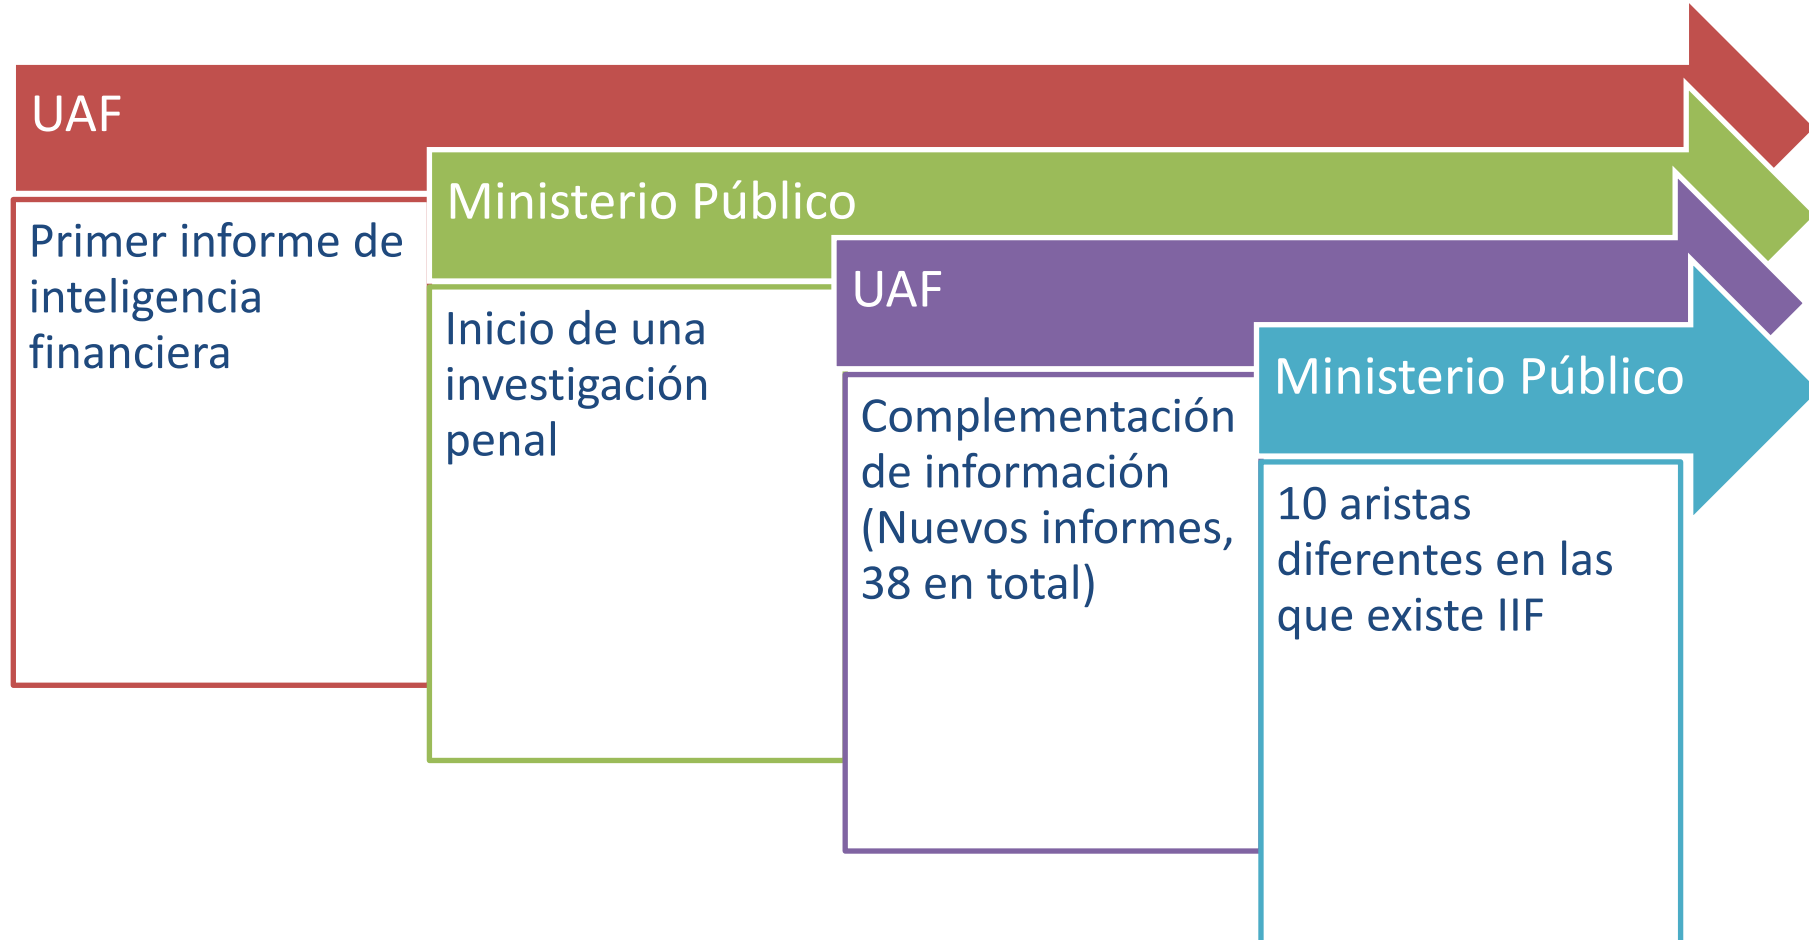 UAF
Primer informe de
inteligencia
financiera
Ministerio Público
Inicio de una
investigación
penal
UAF
Complementación
de información
(Nuevos informes,
38 en total)
Ministerio Público
10 aristas
diferentes en las
que existe IIF